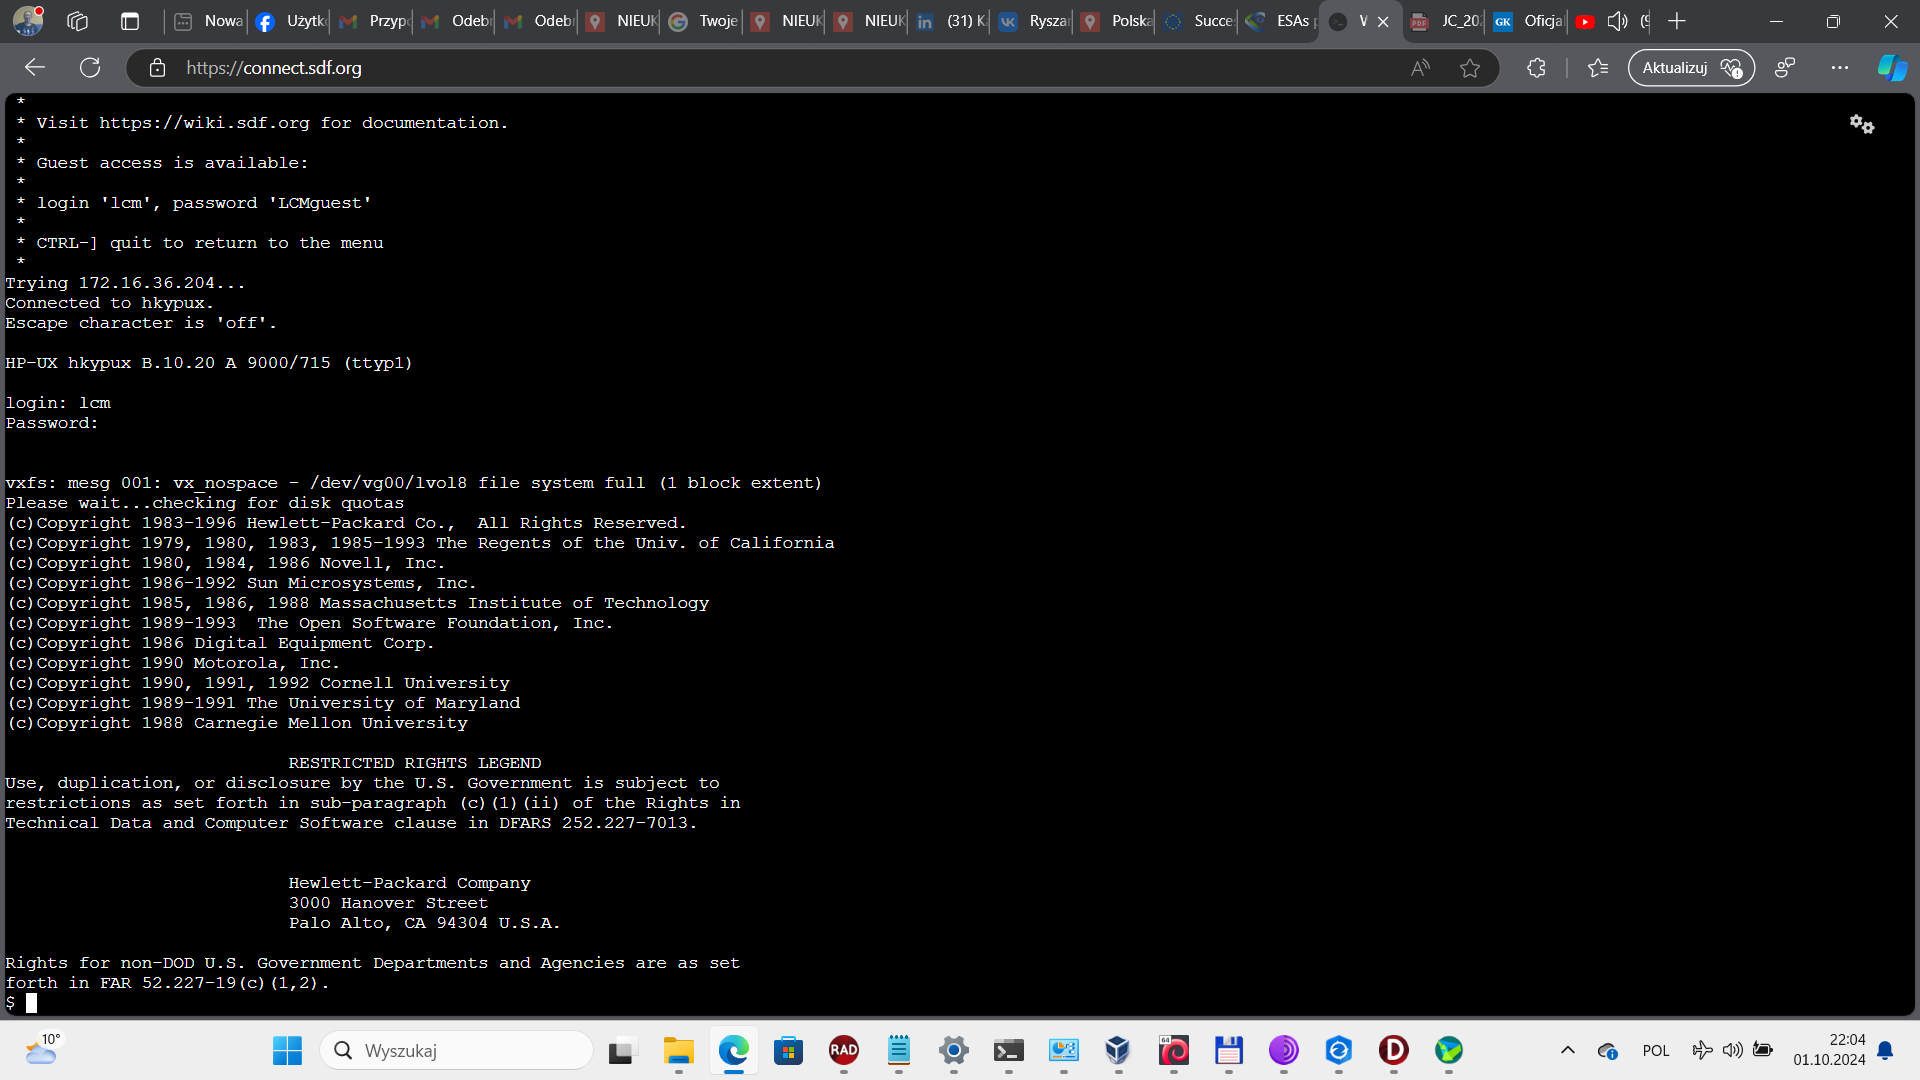 Nowa
Użytk
Przyp
Odebr
Odebr
NIEUK
Twoje
NIEUK
NIEUK
(31) K
Ryszar
Polska
Succe
ESAs p
W
JC_202
Oficjal
https://connect.sdf.org
Aktualizuj
*
* Visit https://wiki.sdf.org for documentation.
*
* Guest access is available:
*
* login 'lcm', password 'LCMguest'
*
* CTRL-] quit to return to the menu
*
Trying 172.16.36.204...
Connected to hkypux.
Escape character is 'off'.
HP-UX hkypux B.10.20 A 9000/715 (ttyp1)
login: lcm
Password:
vxfs: mesg 001: vx_nospace - /dev/vg00/lvol8 file system full (1 block extent)
Please wait...checking for disk quotas
(c)Copyright 1983-1996 Hewlett-Packard Co.,  All Rights Reserved.
(c)Copyright 1979, 1980, 1983, 1985-1993 The Regents of the Univ. of California
(c)Copyright 1980, 1984, 1986 Novell, Inc.
(c)Copyright 1986-1992 Sun Microsystems, Inc.
(c)Copyright 1985, 1986, 1988 Massachusetts Institute of Technology
(c)Copyright 1989-1993  The Open Software Foundation, Inc.
(c)Copyright 1986 Digital Equipment Corp.
(c)Copyright 1990 Motorola, Inc.
(c)Copyright 1990, 1991, 1992 Cornell University
(c)Copyright 1989-1991 The University of Maryland
(c)Copyright 1988 Carnegie Mellon University
RESTRICTED RIGHTS LEGEND
Use, duplication, or disclosure by the U.S. Government is subject to
restrictions as set forth in sub-paragraph (c)(1)(ii) of the Rights in
Technical Data and Computer Software clause in DFARS 252.227-7013.
Hewlett-Packard Company
3000 Hanover Street
Palo Alto, CA 94304 U.S.A.
Rights for non-DOD U.S. Government Departments and Agencies are as set
forth in FAR 52.227-19(c)(1,2).
$
10°
Wyszukaj
RAD
64
POL
22:04
01.10.2024